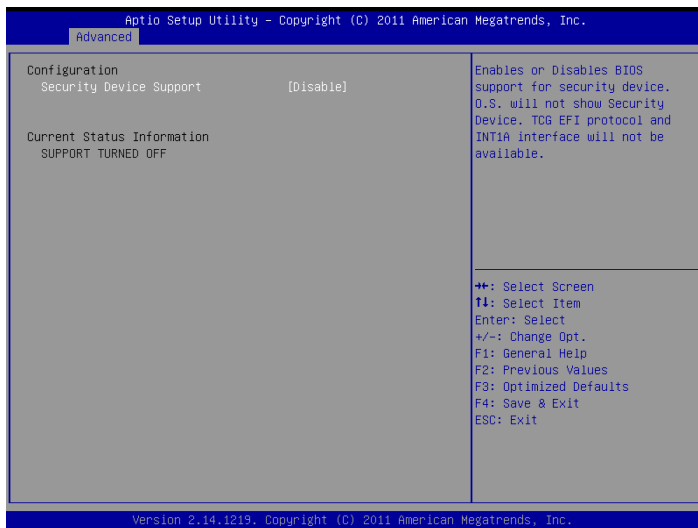 Aptio Setup Utility – Copyright (C) 2011 American Megatrends, Inc.
Advanced
Configuration
Security Device Support [Disable]
Current Status Information
SUPPORT TURNED OFF
Enables or Disables BIOS
support for security device.
O.S. will not show Security
Device. TCG EFI protocol and
INT1A interface will not be
available.
→←: Select Screen
↑↓: Select Item
Enter: Select
+/-: Change Opt.
F1: General Help
F2: Previous Values
F3: Optimized Defaults
F4: Save & Exit
ESC: Exit
Version 2.14.1219. Copyright (C) 2011 American Megatrends, Inc.